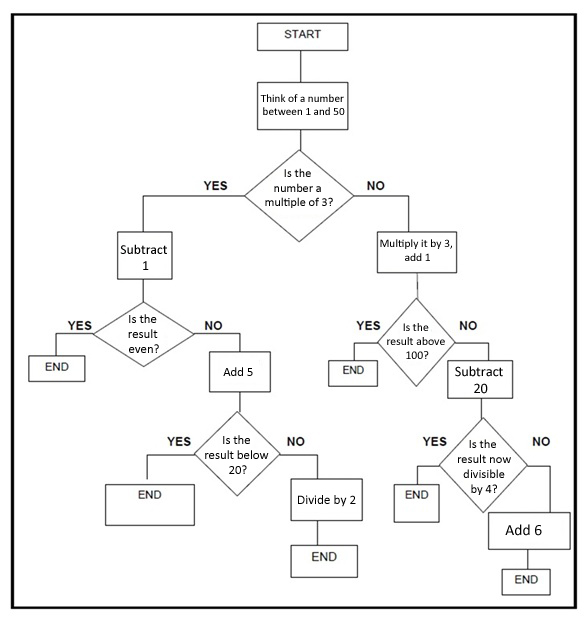 START
Think of a number
between 1 and 50
Is the
number a
multiple of 3?
YES
NO
Subtract
1
Multiply it by 3,
add 1
Is the
result
even?
YES
NO
END
Add 5
Is the
result above
100?
YES
NO
END
Subtract
20
Is the
result below
20?
YES
NO
END
Divide by 2
END
Is the
result now
divisible
by 4?
YES
NO
END
Add 6
END